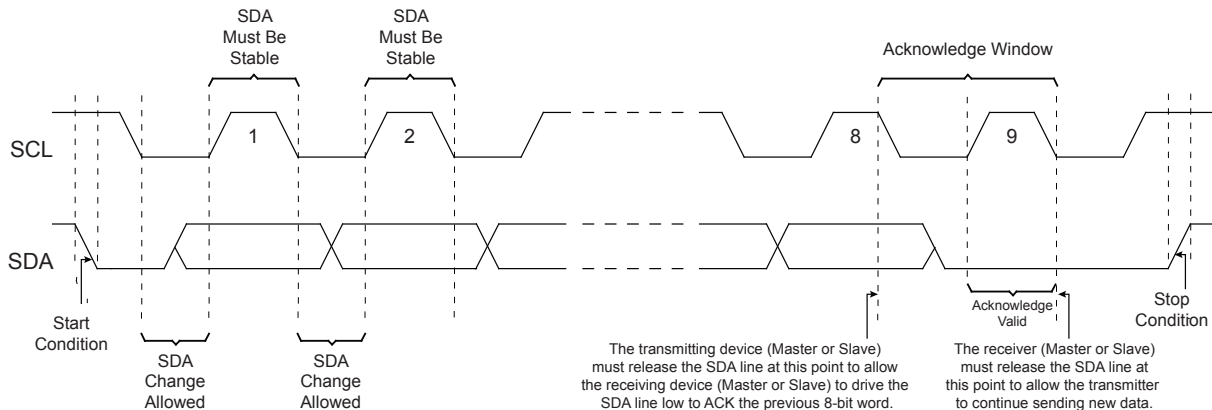 SDA
Must Be
Stable
SDA
Must Be
Stable
Acknowledge Window
SCL
1
2
8
9
SDA
Start
Condition
SDA
Change
Allowed
SDA
Change
Allowed
Acknowledge
Valid
Stop
Condition
The transmitting device (Master or Slave)
must release the SDA line at this point to allow
the receiving device (Master or Slave) to drive the
SDA line low to ACK the previous 8-bit word.
The receiver (Master or Slave)
must release the SDA line at
this point to allow the transmitter
to continue sending new data.